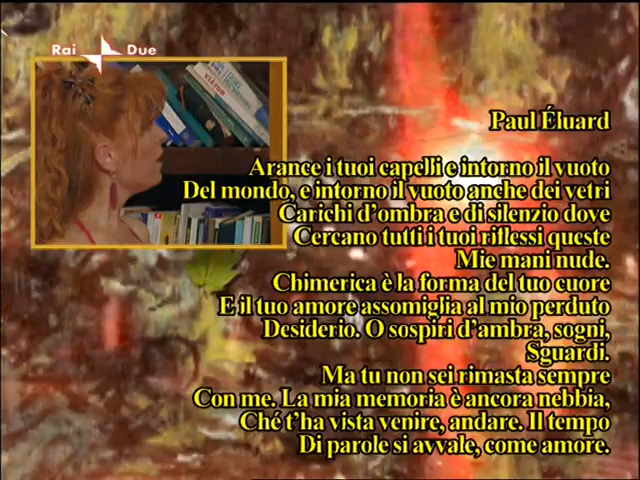 Rai Due
Paul Éluard
Arance i tuoi capelli e intorno il vuoto
Del mondo, e intorno il vuoto anche dei vetri
Carichi d'ombra e di silenzio dove
Cercano tutti i tuoi riflessi queste
Mie mani nude.
Chimerica è la forma del tuo cuore
E il tuo amore assomiglia al mio perduto
Desiderio. O sospiri d'ambra, sogni,
Sguardi.
Ma tu non sei rimasta sempre
Con me. La mia memoria è ancora nebbia,
Ché t'ha vista venire, andare. Il tempo
Di parole si avvale, come amore.